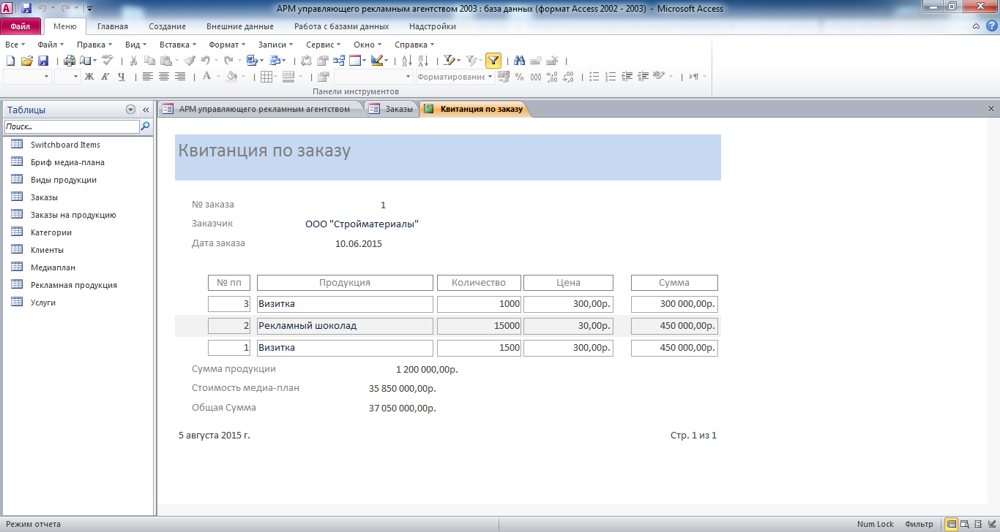 АРМ управляющего рекламным агентством 2003 : база данных (формат Access 2002 - 2003) - Microsoft Access
Файл Меню Главная Создание Внешние данные Работа с базами данных Надстройки
Все Файл Правка Вид Вставка Формат Записи Сервис Окно Справка
Ж К Ч А Форматирование % 000
Панели инструментов
Таблицы
Поиск...
Switchboard Items
Бриф медиа-плана
Виды продукции
Заказы
Заказы на продукцию
Категории
Клиенты
Медиаплан
Рекламная продукция
Услуги
АРМ управляющего рекламным агентством Заказы Квитанция по заказу
Квитанция по заказу
№ заказа 1
Заказчик ООО "Стройматериалы"
Дата заказа 10.06.2015
№ пп Продукция Количество Цена Сумма
3 Визитка 1000 300,00р. 300 000,00р.
2 Рекламный шоколад 15000 30,00р. 450 000,00р.
1 Визитка 1500 300,00р. 450 000,00р.
Сумма продукции 1 200 000,00р.
Стоимость медиа-план 35 850 000,00р.
Общая Сумма 37 050 000,00р.
5 августа 2015 г. Стр. 1 из 1
Режим отчета Num Lock Фильтр